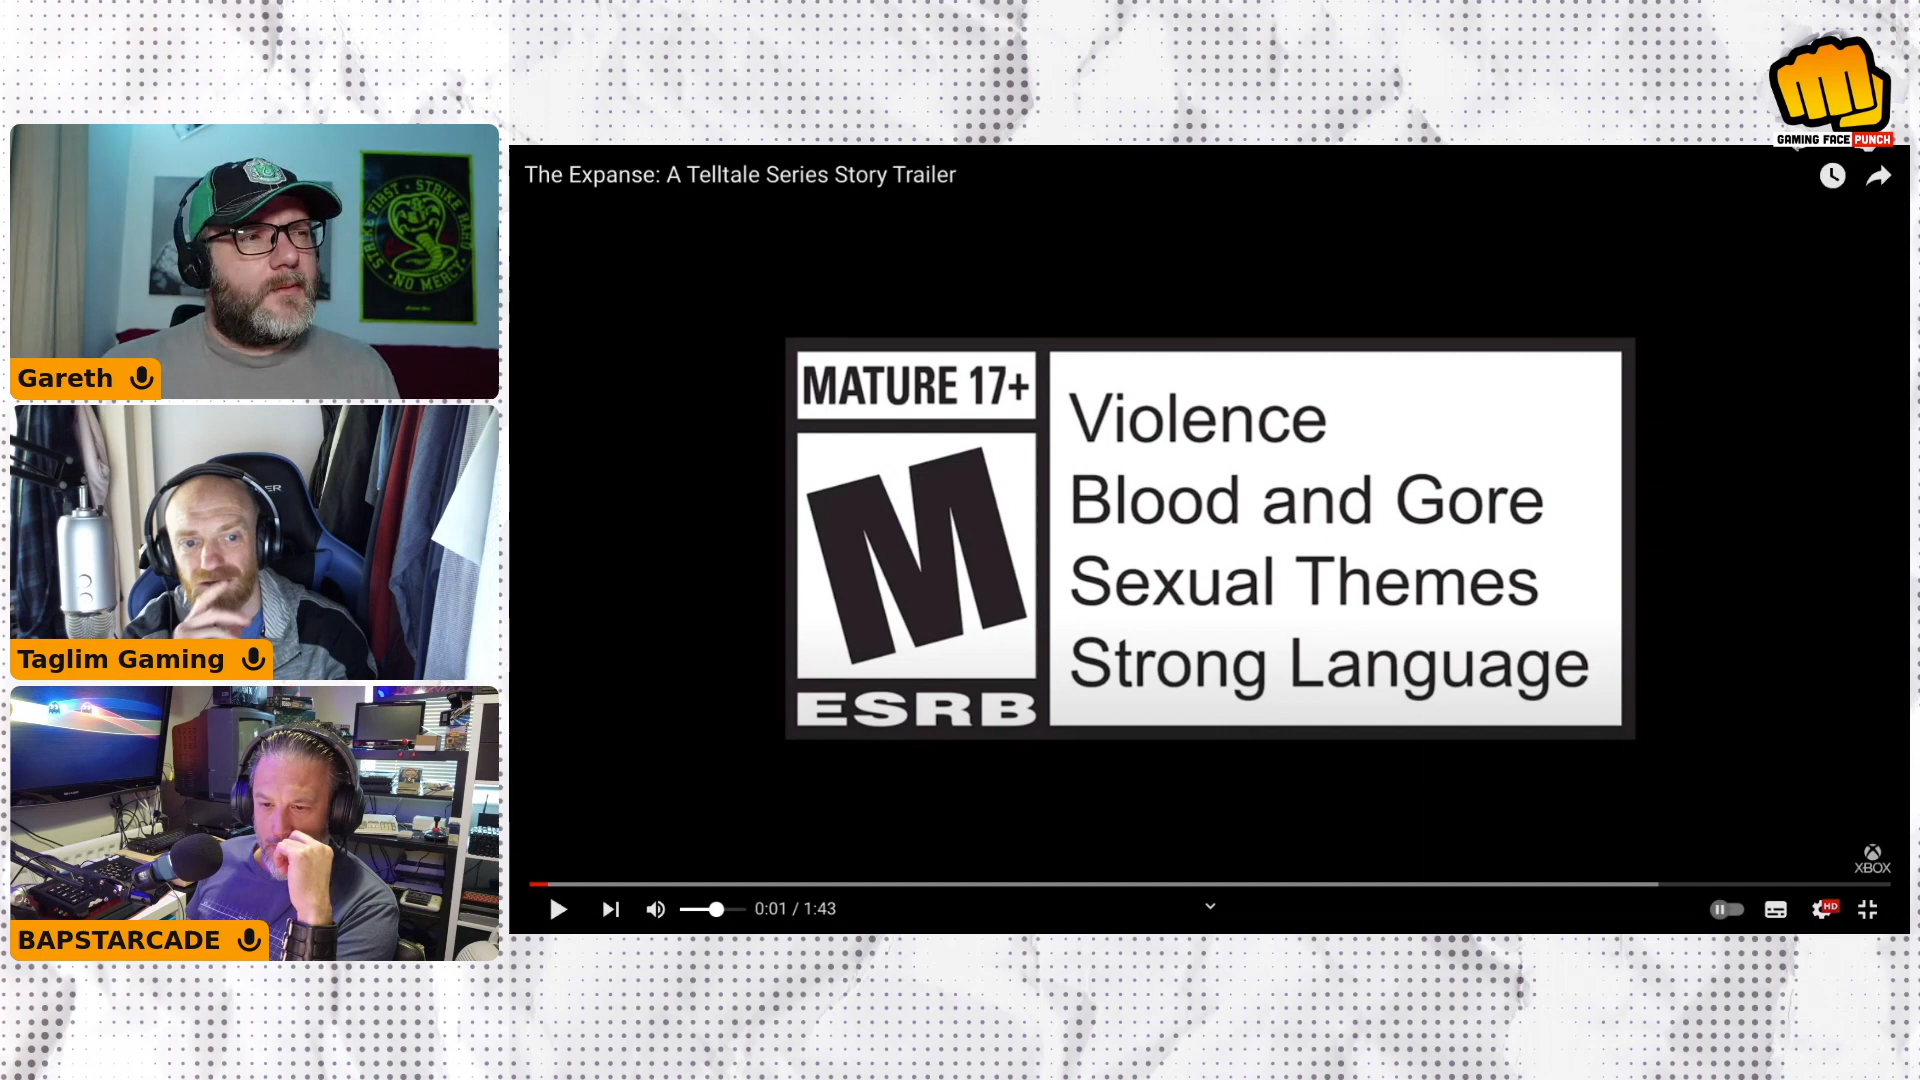 GAMING FACE PUNCH
The Expanse: A Telltale Series Story Trailer
STRIKE FIRST · STRIKE HARD
· NO MERCY ·
Gareth
MATURE 17+
M
ESRB
Violence
Blood and Gore
Sexual Themes
Strong Language
Taglim Gaming
BAPSTARCADE
XBOX
0:01 / 1:43
HD